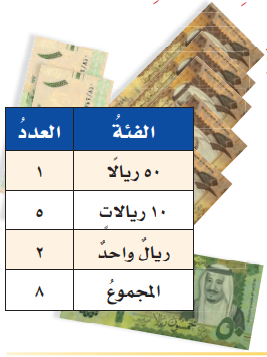 الفئةُ العددُ
٥٠ ريالًا ١
١٠ ريالات ٥
ريالٌ واحدٌ ٢
المجموعُ ٨